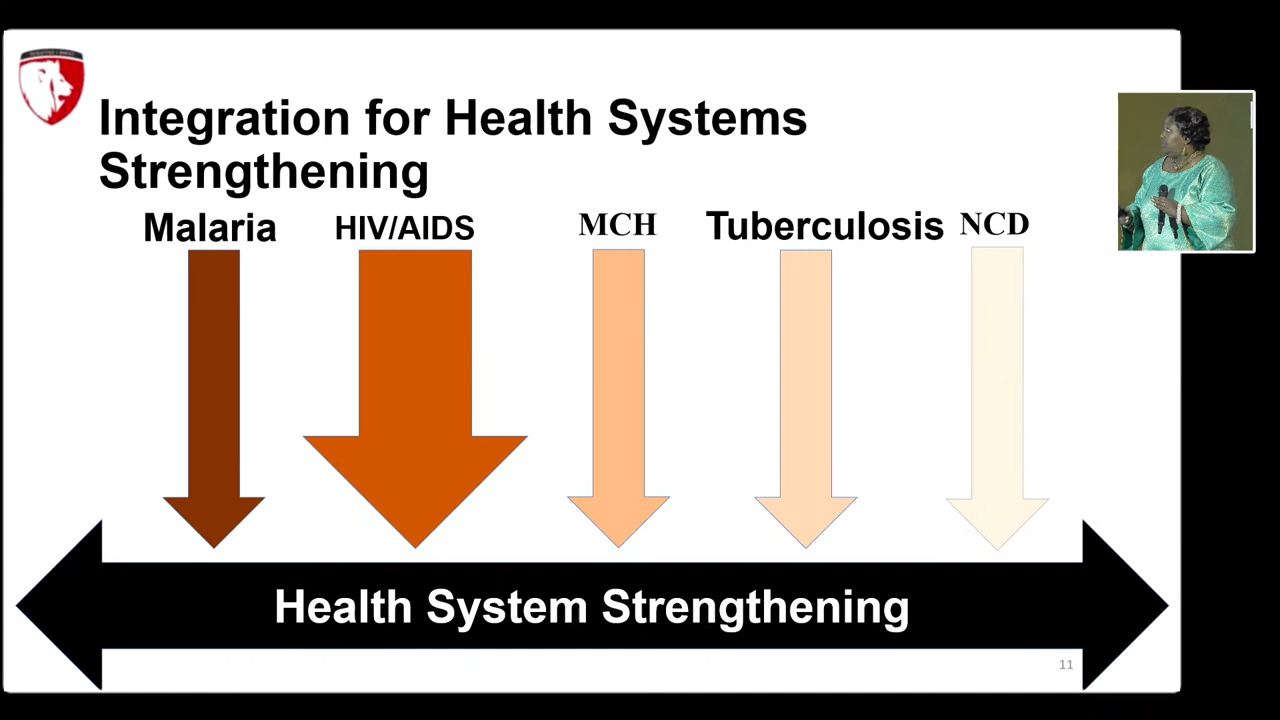 Integration for Health Systems
Strengthening
Malaria
HIV/AIDS
MCH
Tuberculosis
NCD
Health System Strengthening
11